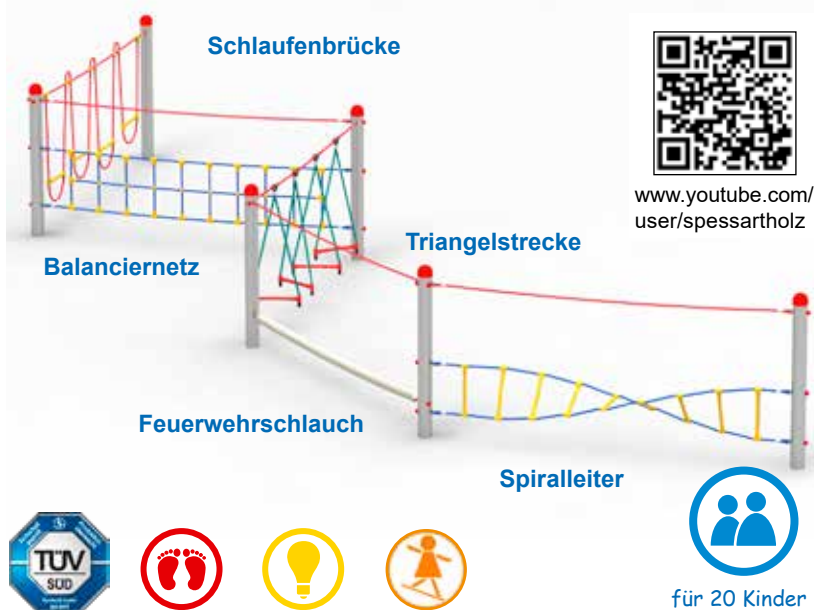 Schlaufenbrücke
www.youtube.com/
user/spessartholz
Triangelstrecke
Balanciernetz
Feuerwehrschlauch
Spiralleiter
TÜV
SÜD
für 20 Kinder